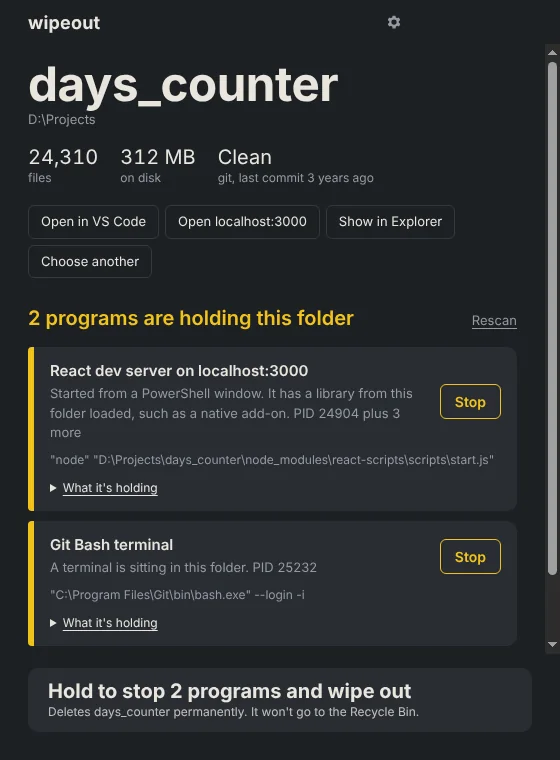 wipeout
days_counter
D:\Projects
24,310 312 MB Clean
files on disk git, last commit 3 years ago
Open in VS Code Open localhost:3000 Show in Explorer
Choose another
2 programs are holding this folder Rescan
React dev server on localhost:3000
Started from a PowerShell window. It has a library from this
folder loaded, such as a native add-on. PID 24904 plus 3
more
Stop
"node" "D:\Projects\days_counter\node_modules\react-scripts\scripts\start.js"
What it's holding
Git Bash terminal
A terminal is sitting in this folder. PID 25232
Stop
"C:\Program Files\Git\bin\bash.exe" --login -i
What it's holding
Hold to stop 2 programs and wipe out
Deletes days_counter permanently. It won't go to the Recycle Bin.